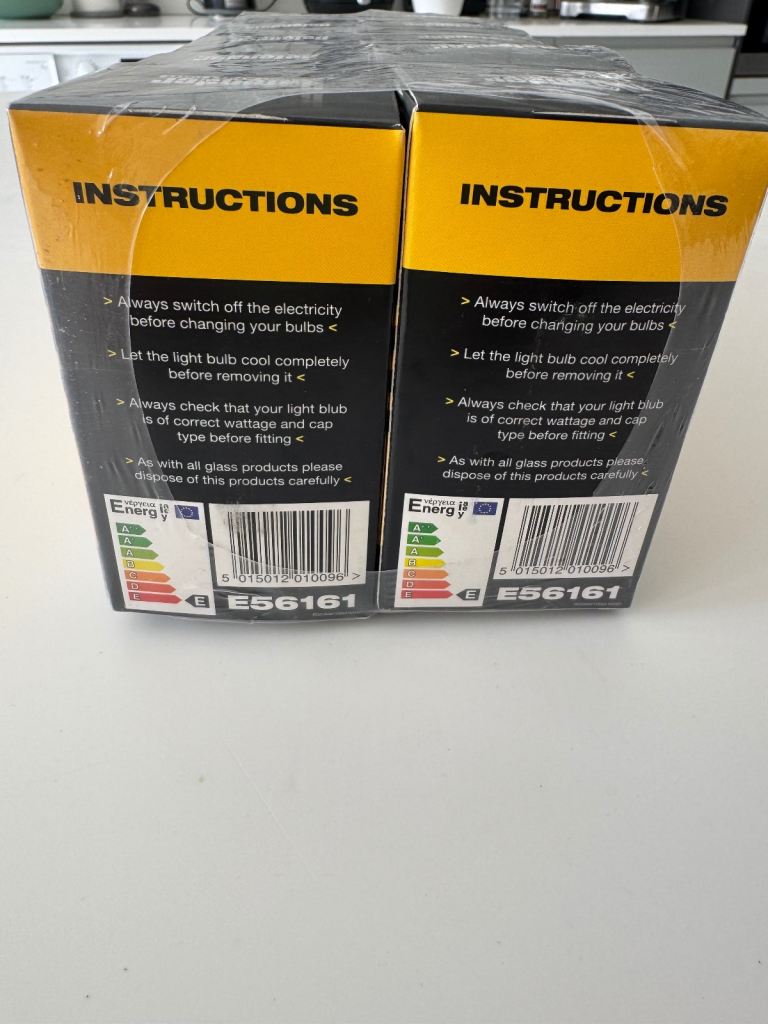 INSTRUCTIONS
> Always switch off the electricity
before changing your bulbs <
> Let the light bulb cool completely
before removing it <
> Always check that your light blub
is of correct wattage and cap
type before fitting <
> As with all glass products please
dispose of this products carefully <
Energ
νέργεια
y
A++
A+
A
B
C
D
E
E
5 015012 010096 >
E56161
INSTRUCTIONS
> Always switch off the electricity
before changing your bulbs <
> Let the light bulb cool completely
before removing it <
> Always check that your light blub
is of correct wattage and cap
type before fitting <
> As with all glass products please
dispose of this products carefully <
Energ
νέργεια
y
A++
A+
A
B
C
D
E
E
5 015012 010096 >
E56161